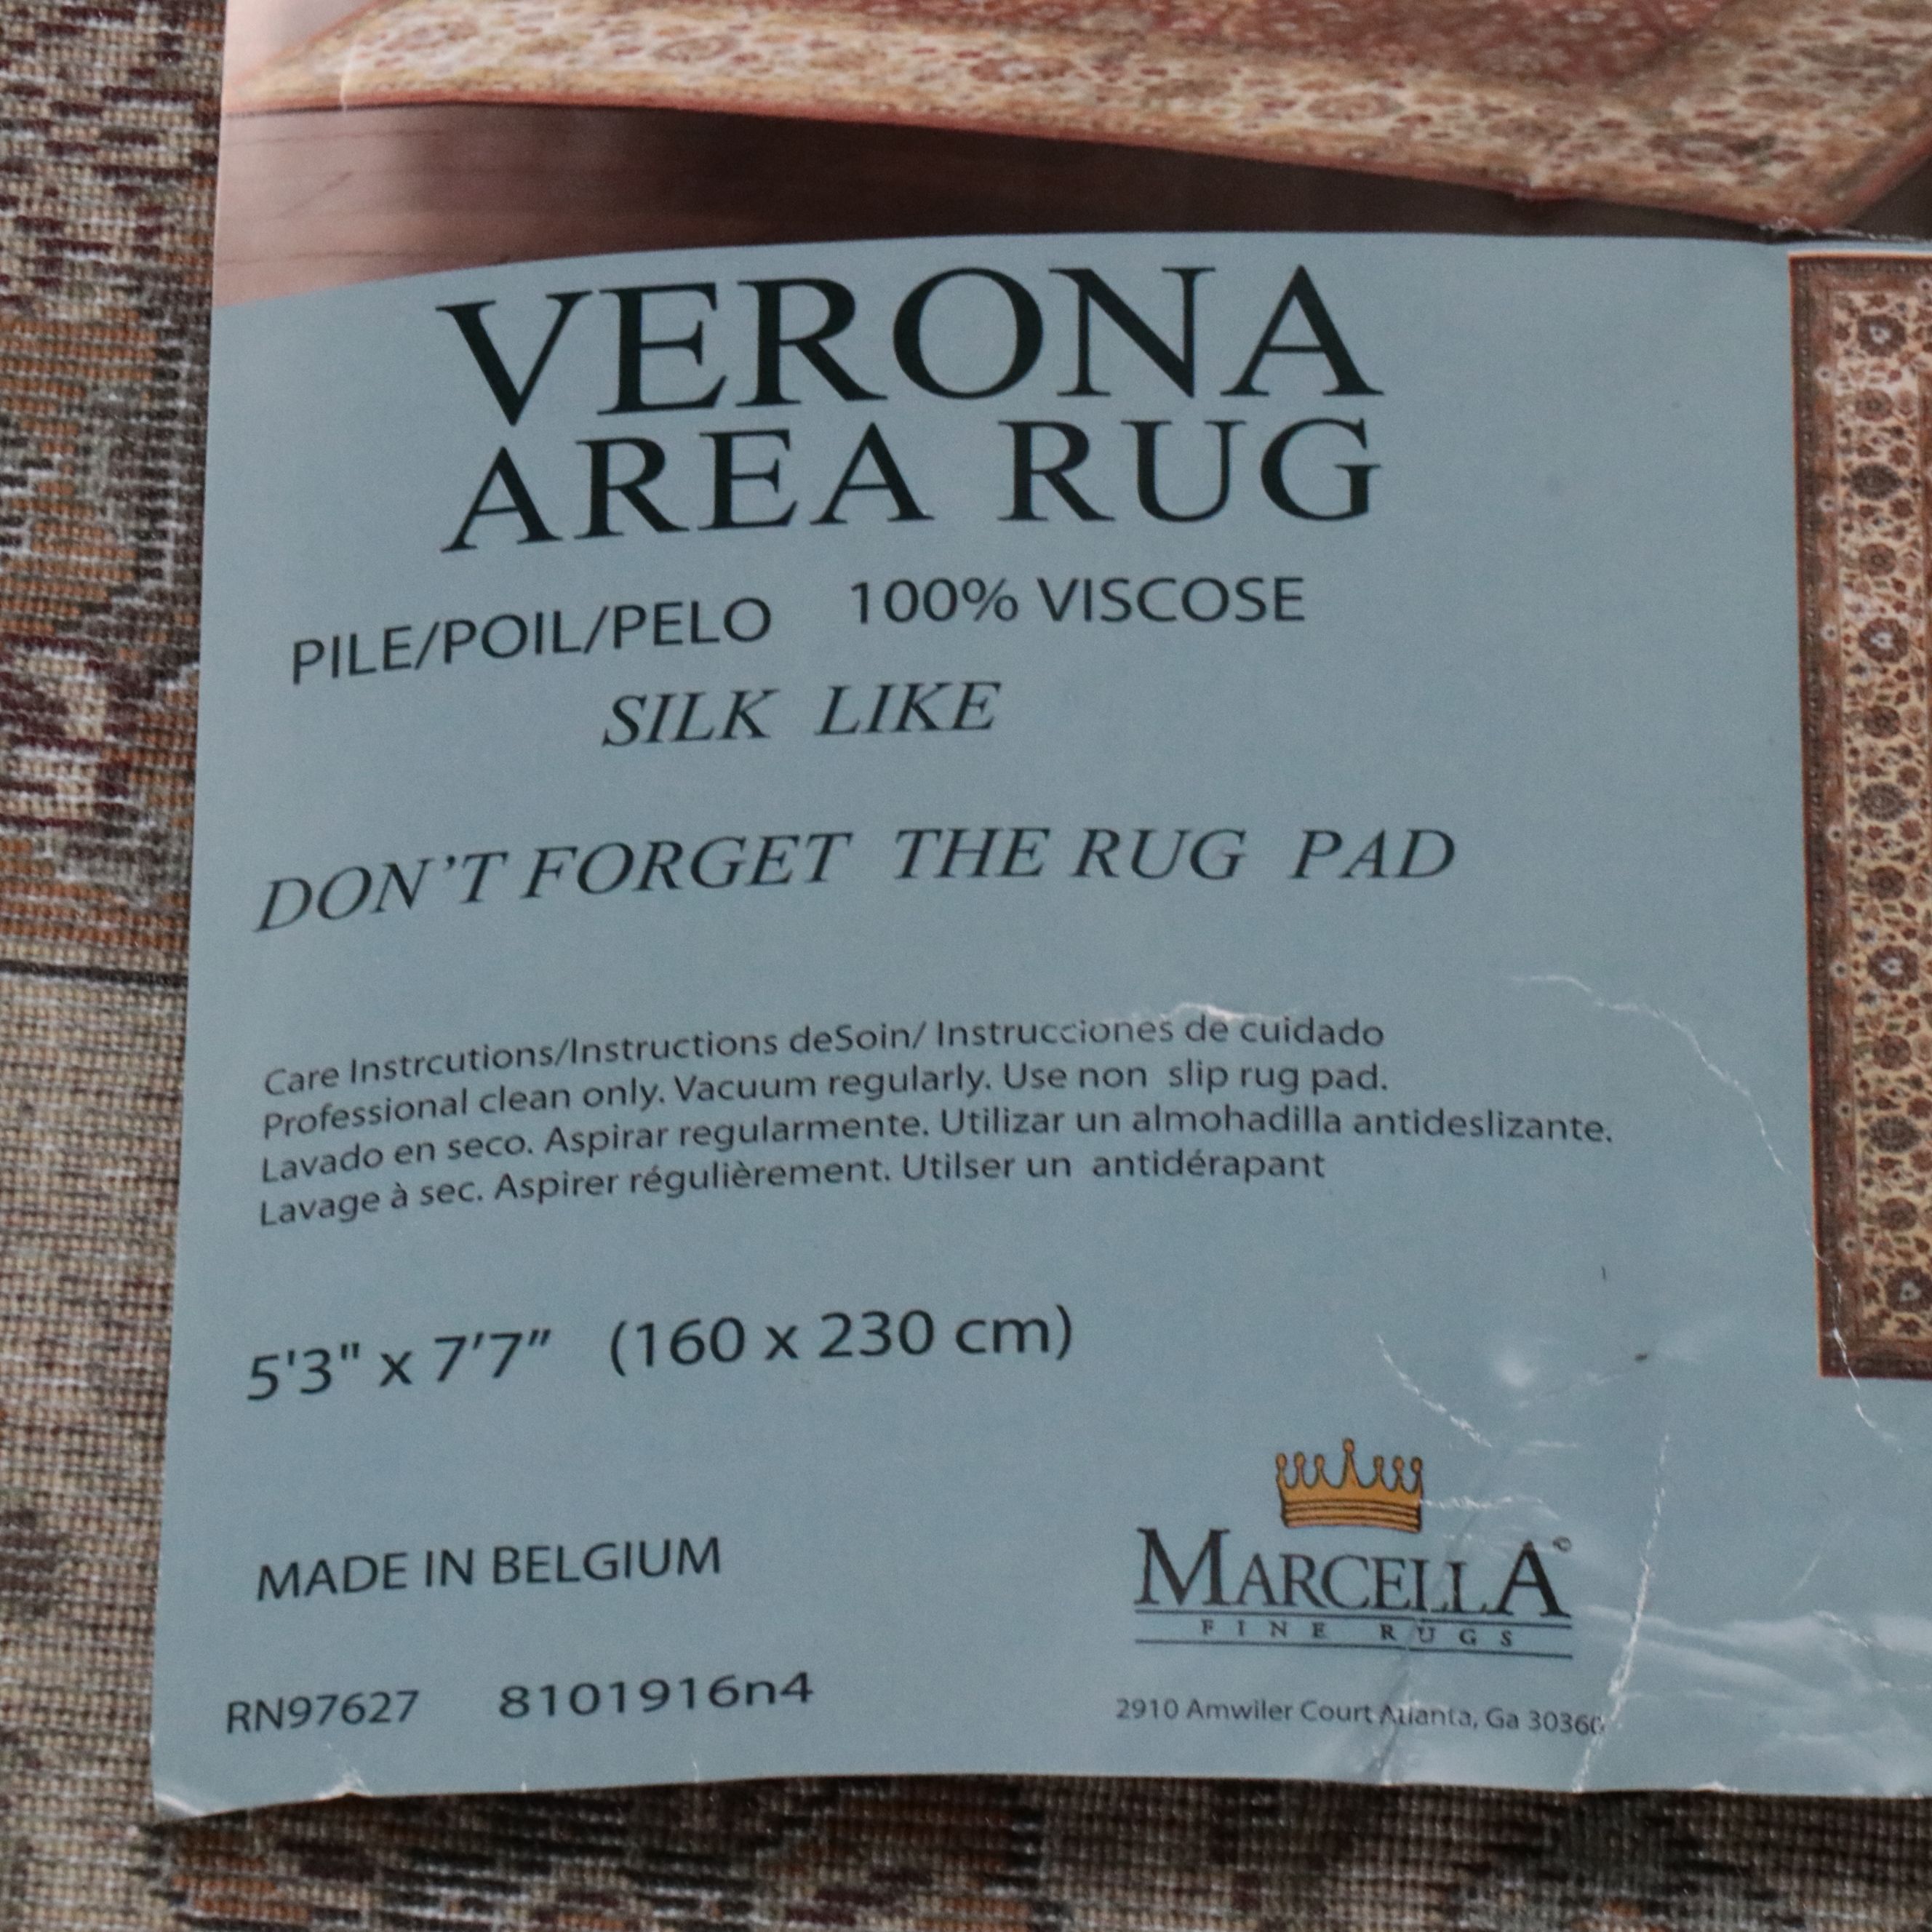 VERONA
AREA RUG
PILE/POIL/PELO 100% VISCOSE
SILK LIKE
DON'T FORGET THE RUG PAD
Care Instrcutions/Instructions deSoin/ Instrucciones de cuidado
Professional clean only. Vacuum regularly. Use non slip rug pad.
Lavado en seco. Aspirar regularmente. Utilizar un almohadilla antideslizante.
Lavage à sec. Aspirer régulièrement. Utilser un antidérapant
5'3" x 7'7" (160 x 230 cm)
MADE IN BELGIUM
RN97627 8101916n4
MARCELLA©
FINE RUGS
2910 Amwiler Court Atlanta, Ga 30360